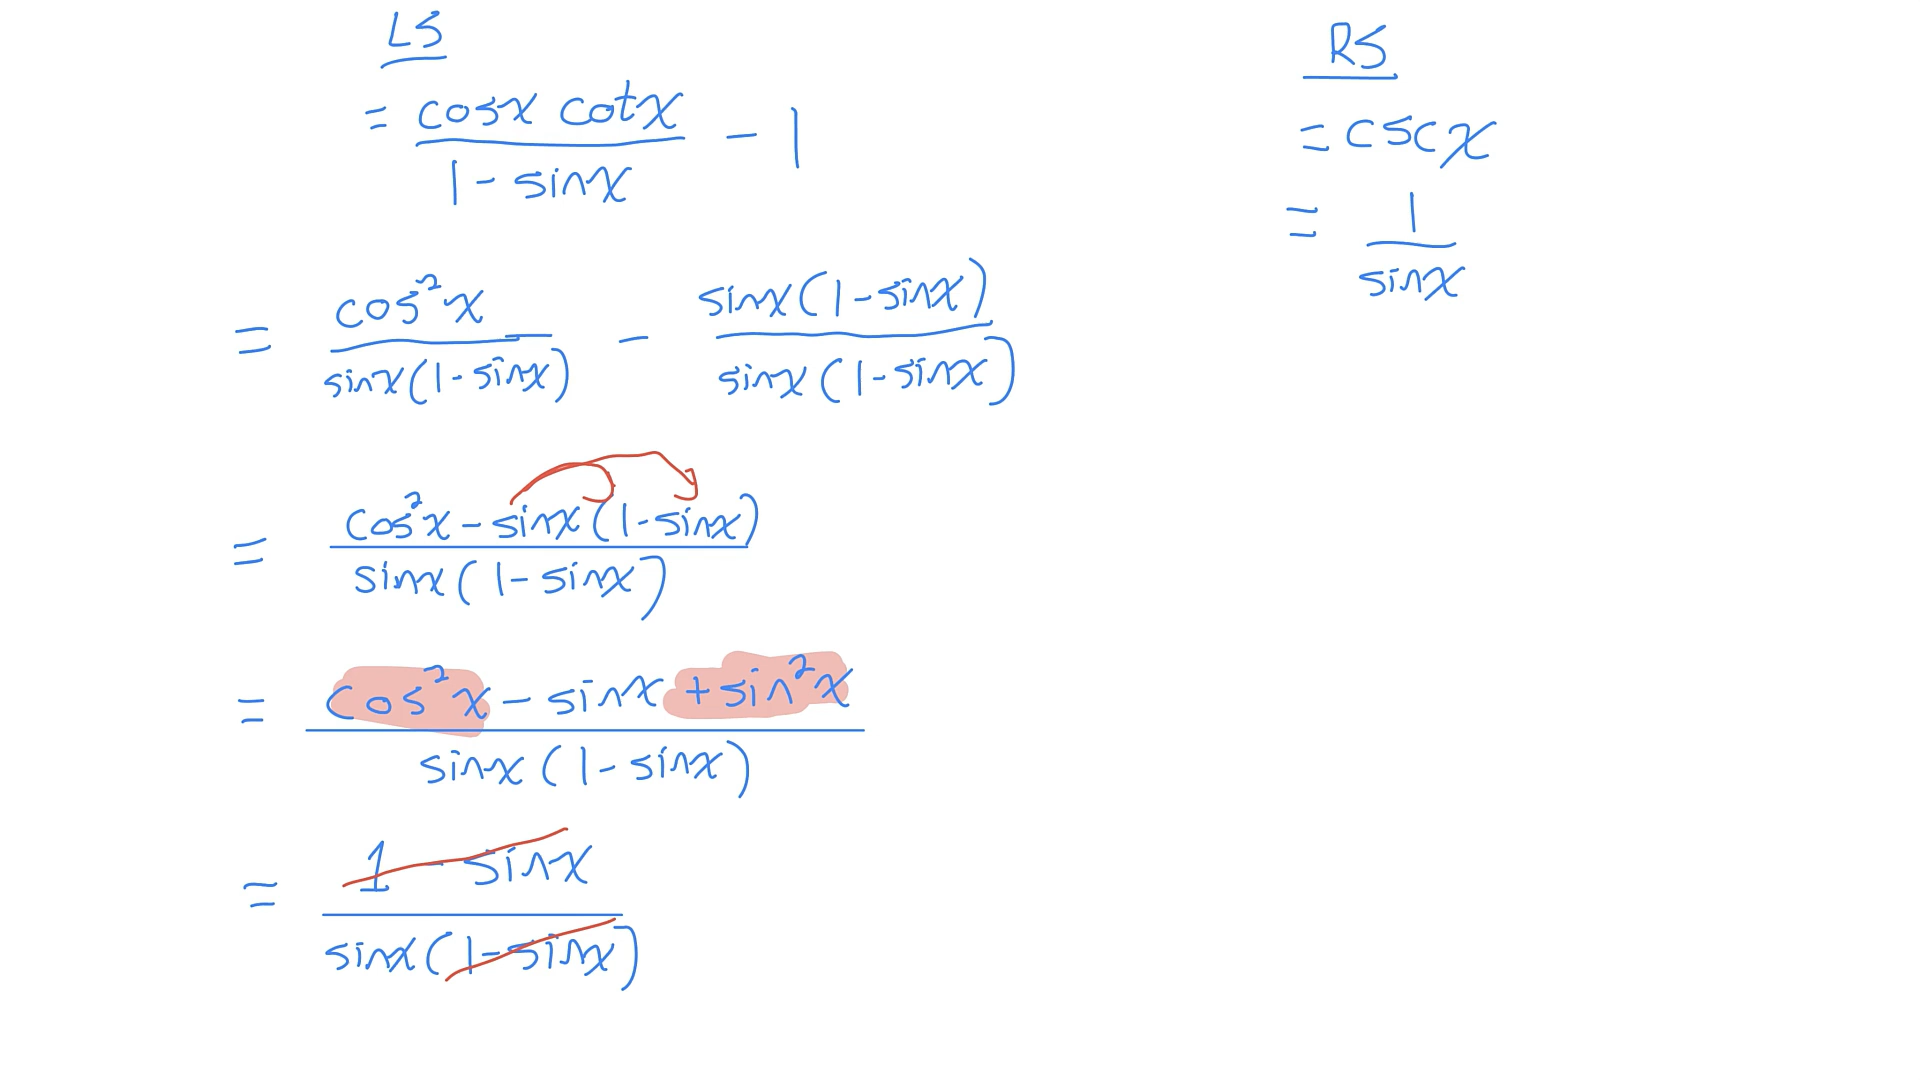 LS
= cosx cotx / 1 - sinx - 1
= cos²x / sinx(1 - sinx) - sinx(1 - sinx) / sinx(1 - sinx)
= cos²x - sinx(1 - sinx) / sinx(1 - sinx)
= cos²x - sinx + sin²x / sinx(1 - sinx)
= 1 - sinx / sinx(1 - sinx)
RS
= cscx
= 1 / sinx